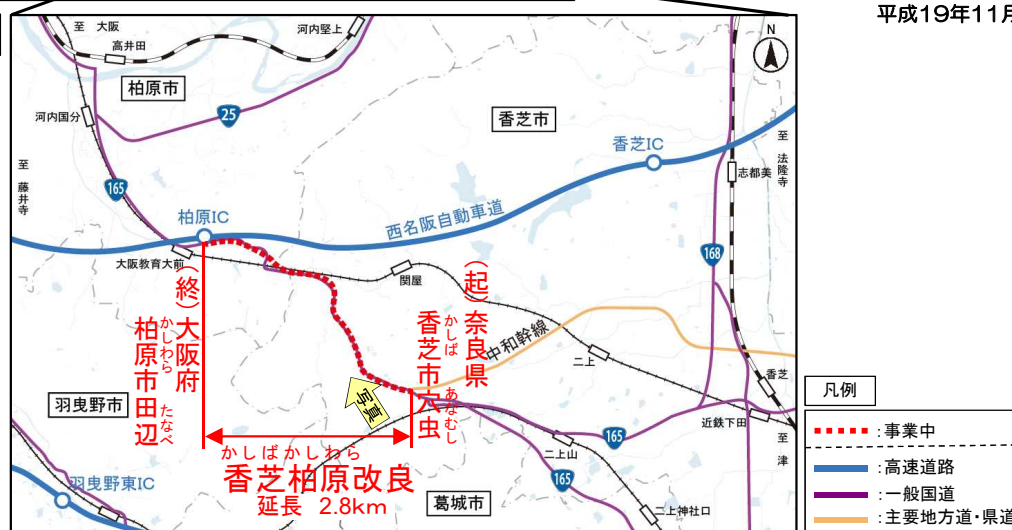 平成19年11月
至 大阪
高井田
河内堅上
N
柏原市
河内国分
25
香芝市
香芝IC
至 法隆寺
志都美
至 藤井寺
165
柏原IC
西名阪自動車道
168
大阪教育大前
関屋
(終)大阪府
かしわら たなべ
柏原市田辺
(起)奈良県
かしば あなむし
香芝市穴虫
中和幹線
二上
香芝
写真
羽曳野市
近鉄下田
至 津
165
二上山
165
かしばかしわら
香芝柏原改良
延長 2.8km
羽曳野東IC
葛城市
二上神社口
凡例
:事業中
:高速道路
:一般国道
:主要地方道・県道